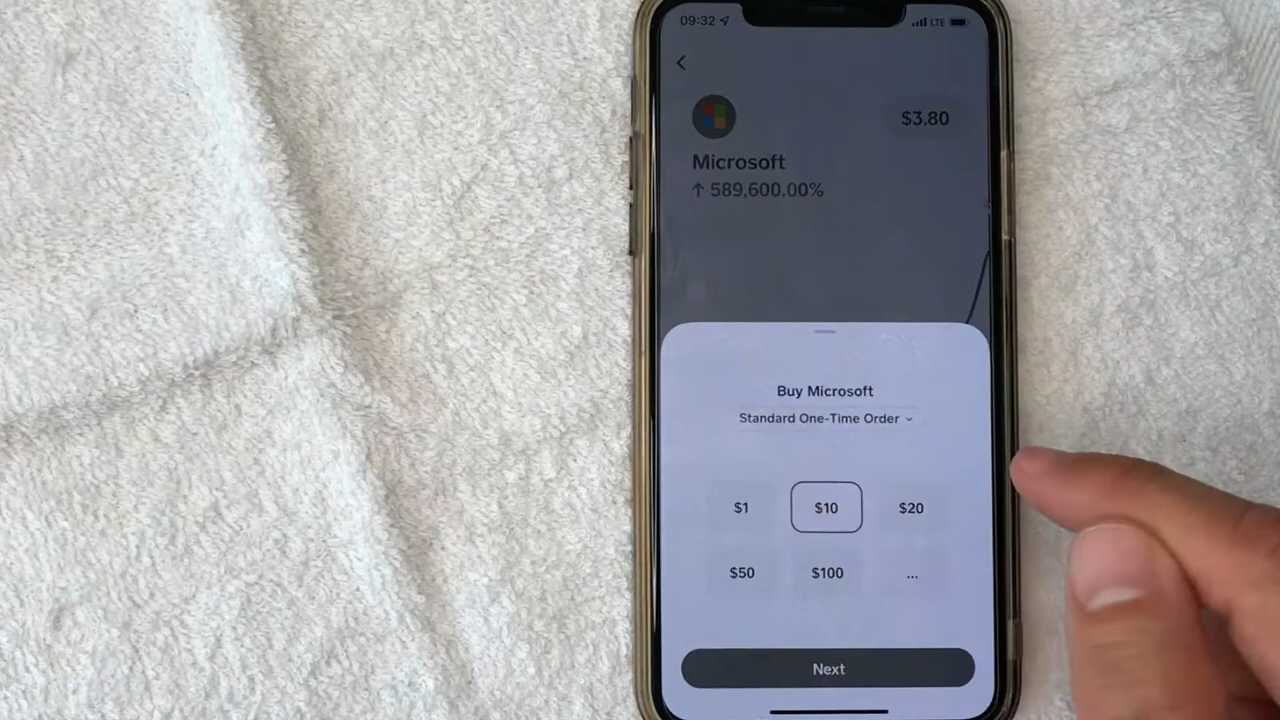 09:32
LTE
$3.80
Microsoft
↑ 589,600.00%
Buy Microsoft
Standard One-Time Order
$1 $10 $20
$50 $100 ...
Next